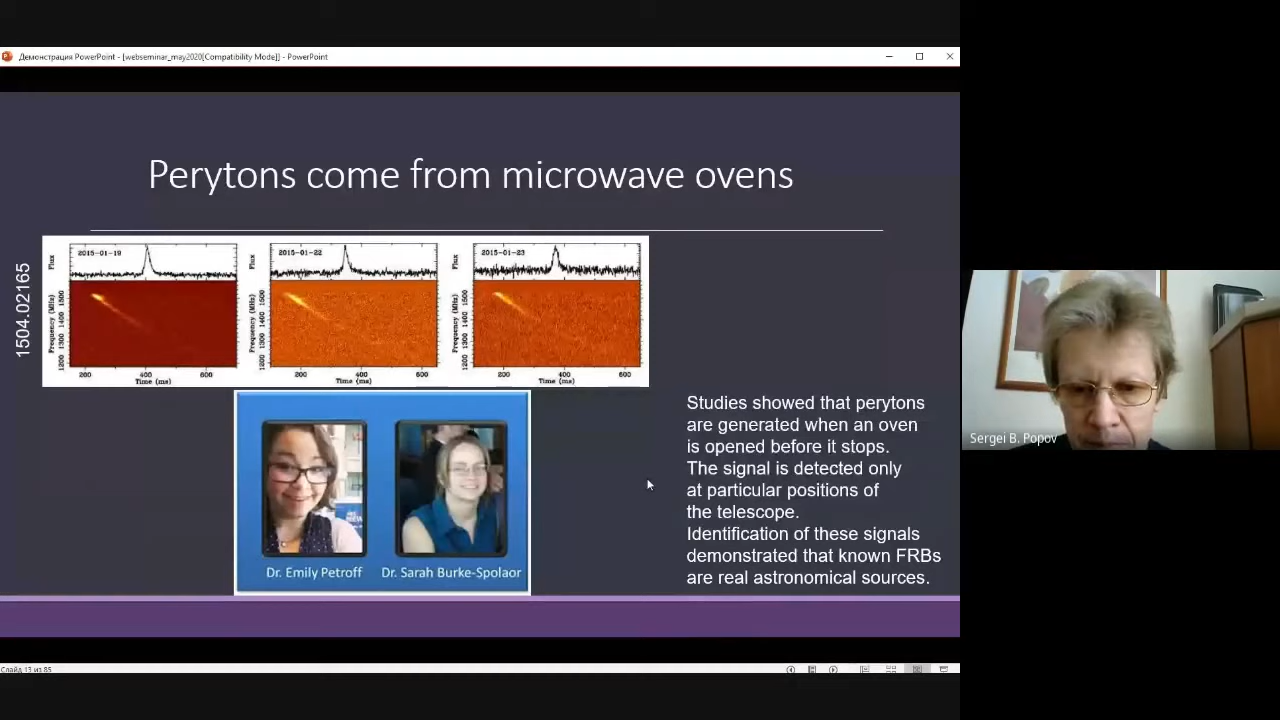 Демонстрация PowerPoint - [webseminar_may2020[Compatibility Mode]] - PowerPoint
Perytons come from microwave ovens
1504.02165
2015-01-19
2015-01-22
2015-01-23
Flux
Flux
Flux
Frequency (MHz)
1200 1300 1400 1500
Frequency (MHz)
1200 1300 1400 1500
Frequency (MHz)
1200 1300 1400 1500
200 400 600
200 400 600
200 400 600
Time (ms)
Time (ms)
Time (ms)
Dr. Emily Petroff
Dr. Sarah Burke-Spolaor
Studies showed that perytons
are generated when an oven
is opened before it stops.
The signal is detected only
at particular positions of
the telescope.
Identification of these signals
demonstrated that known FRBs
are real astronomical sources.
Sergei B. Popov
Слайд 13 из 85